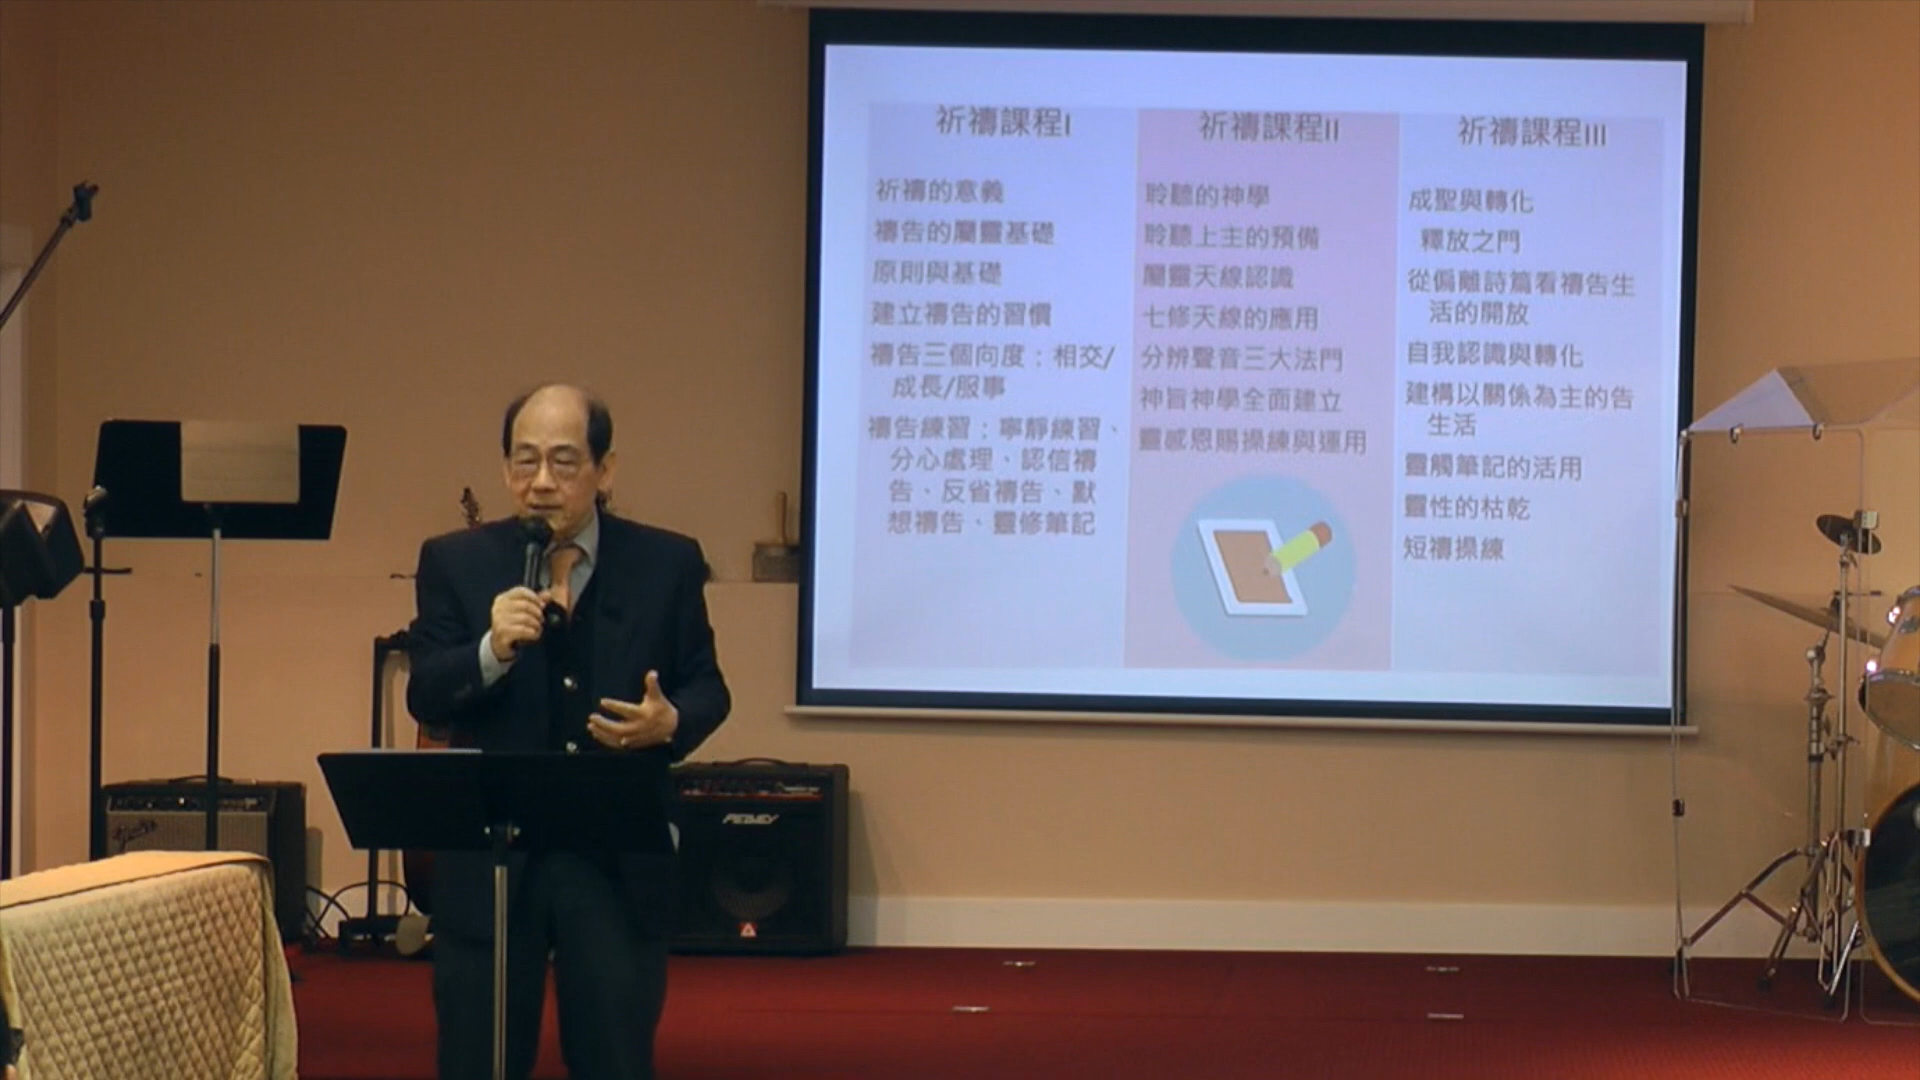 祈禱課程I
祈禱的意義
禱告的屬靈基礎
原則與基礎
建立禱告的習慣
禱告三個向度：相交/
成長/服事
禱告練習：寧靜練習、
分心處理、認信禱
告、反省禱告、默
想禱告、靈修筆記
祈禱課程II
聆聽的神學
聆聽上主的預備
屬靈天線認識
七修天線的應用
分辨聲音三大法門
神旨神學全面建立
靈感恩賜操練與運用
祈禱課程III
成聖與轉化
釋放之門
從偏離詩篇看禱告生
活的開放
自我認識與轉化
建構以關係為主的告
生活
靈觸筆記的活用
靈性的枯乾
短禱操練
Fender
PEAVEY